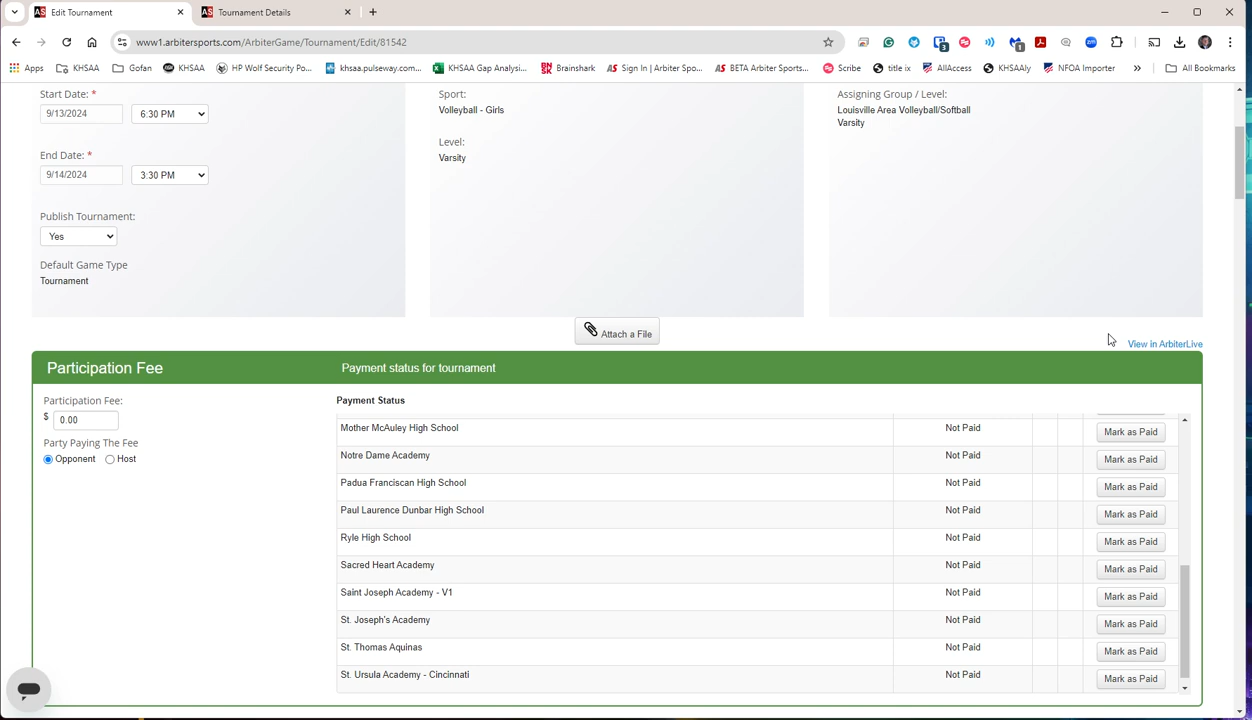 Edit Tournament
Tournament Details
www1.arbitersports.com/ArbiterGame/Tournament/Edit/81542
Apps KHSAA Gofan KHSAA HP Wolf Security Po... khsaa.pulseway.com... KHSAA Gap Analysi... Brainshark Sign In | Arbiter Spo... BETA Arbiter Sports... Scribe title ix AllAccess KHSAAly NFOA Importer » All Bookmarks
Start Date: *
9/13/2024 6:30 PM
End Date: *
9/14/2024 3:30 PM
Publish Tournament:
Yes
Default Game Type
Tournament
Sport:
Volleyball - Girls
Level:
Varsity
Assigning Group / Level:
Louisville Area Volleyball/Softball
Varsity
Attach a File
View in ArbiterLive
Participation Fee Payment status for tournament
Participation Fee:
$ 0.00
Party Paying The Fee
Opponent Host
Payment Status
Mother McAuley High School Not Paid Mark as Paid
Notre Dame Academy Not Paid Mark as Paid
Padua Franciscan High School Not Paid Mark as Paid
Paul Laurence Dunbar High School Not Paid Mark as Paid
Ryle High School Not Paid Mark as Paid
Sacred Heart Academy Not Paid Mark as Paid
Saint Joseph Academy - V1 Not Paid Mark as Paid
St. Joseph's Academy Not Paid Mark as Paid
St. Thomas Aquinas Not Paid Mark as Paid
St. Ursula Academy - Cincinnati Not Paid Mark as Paid